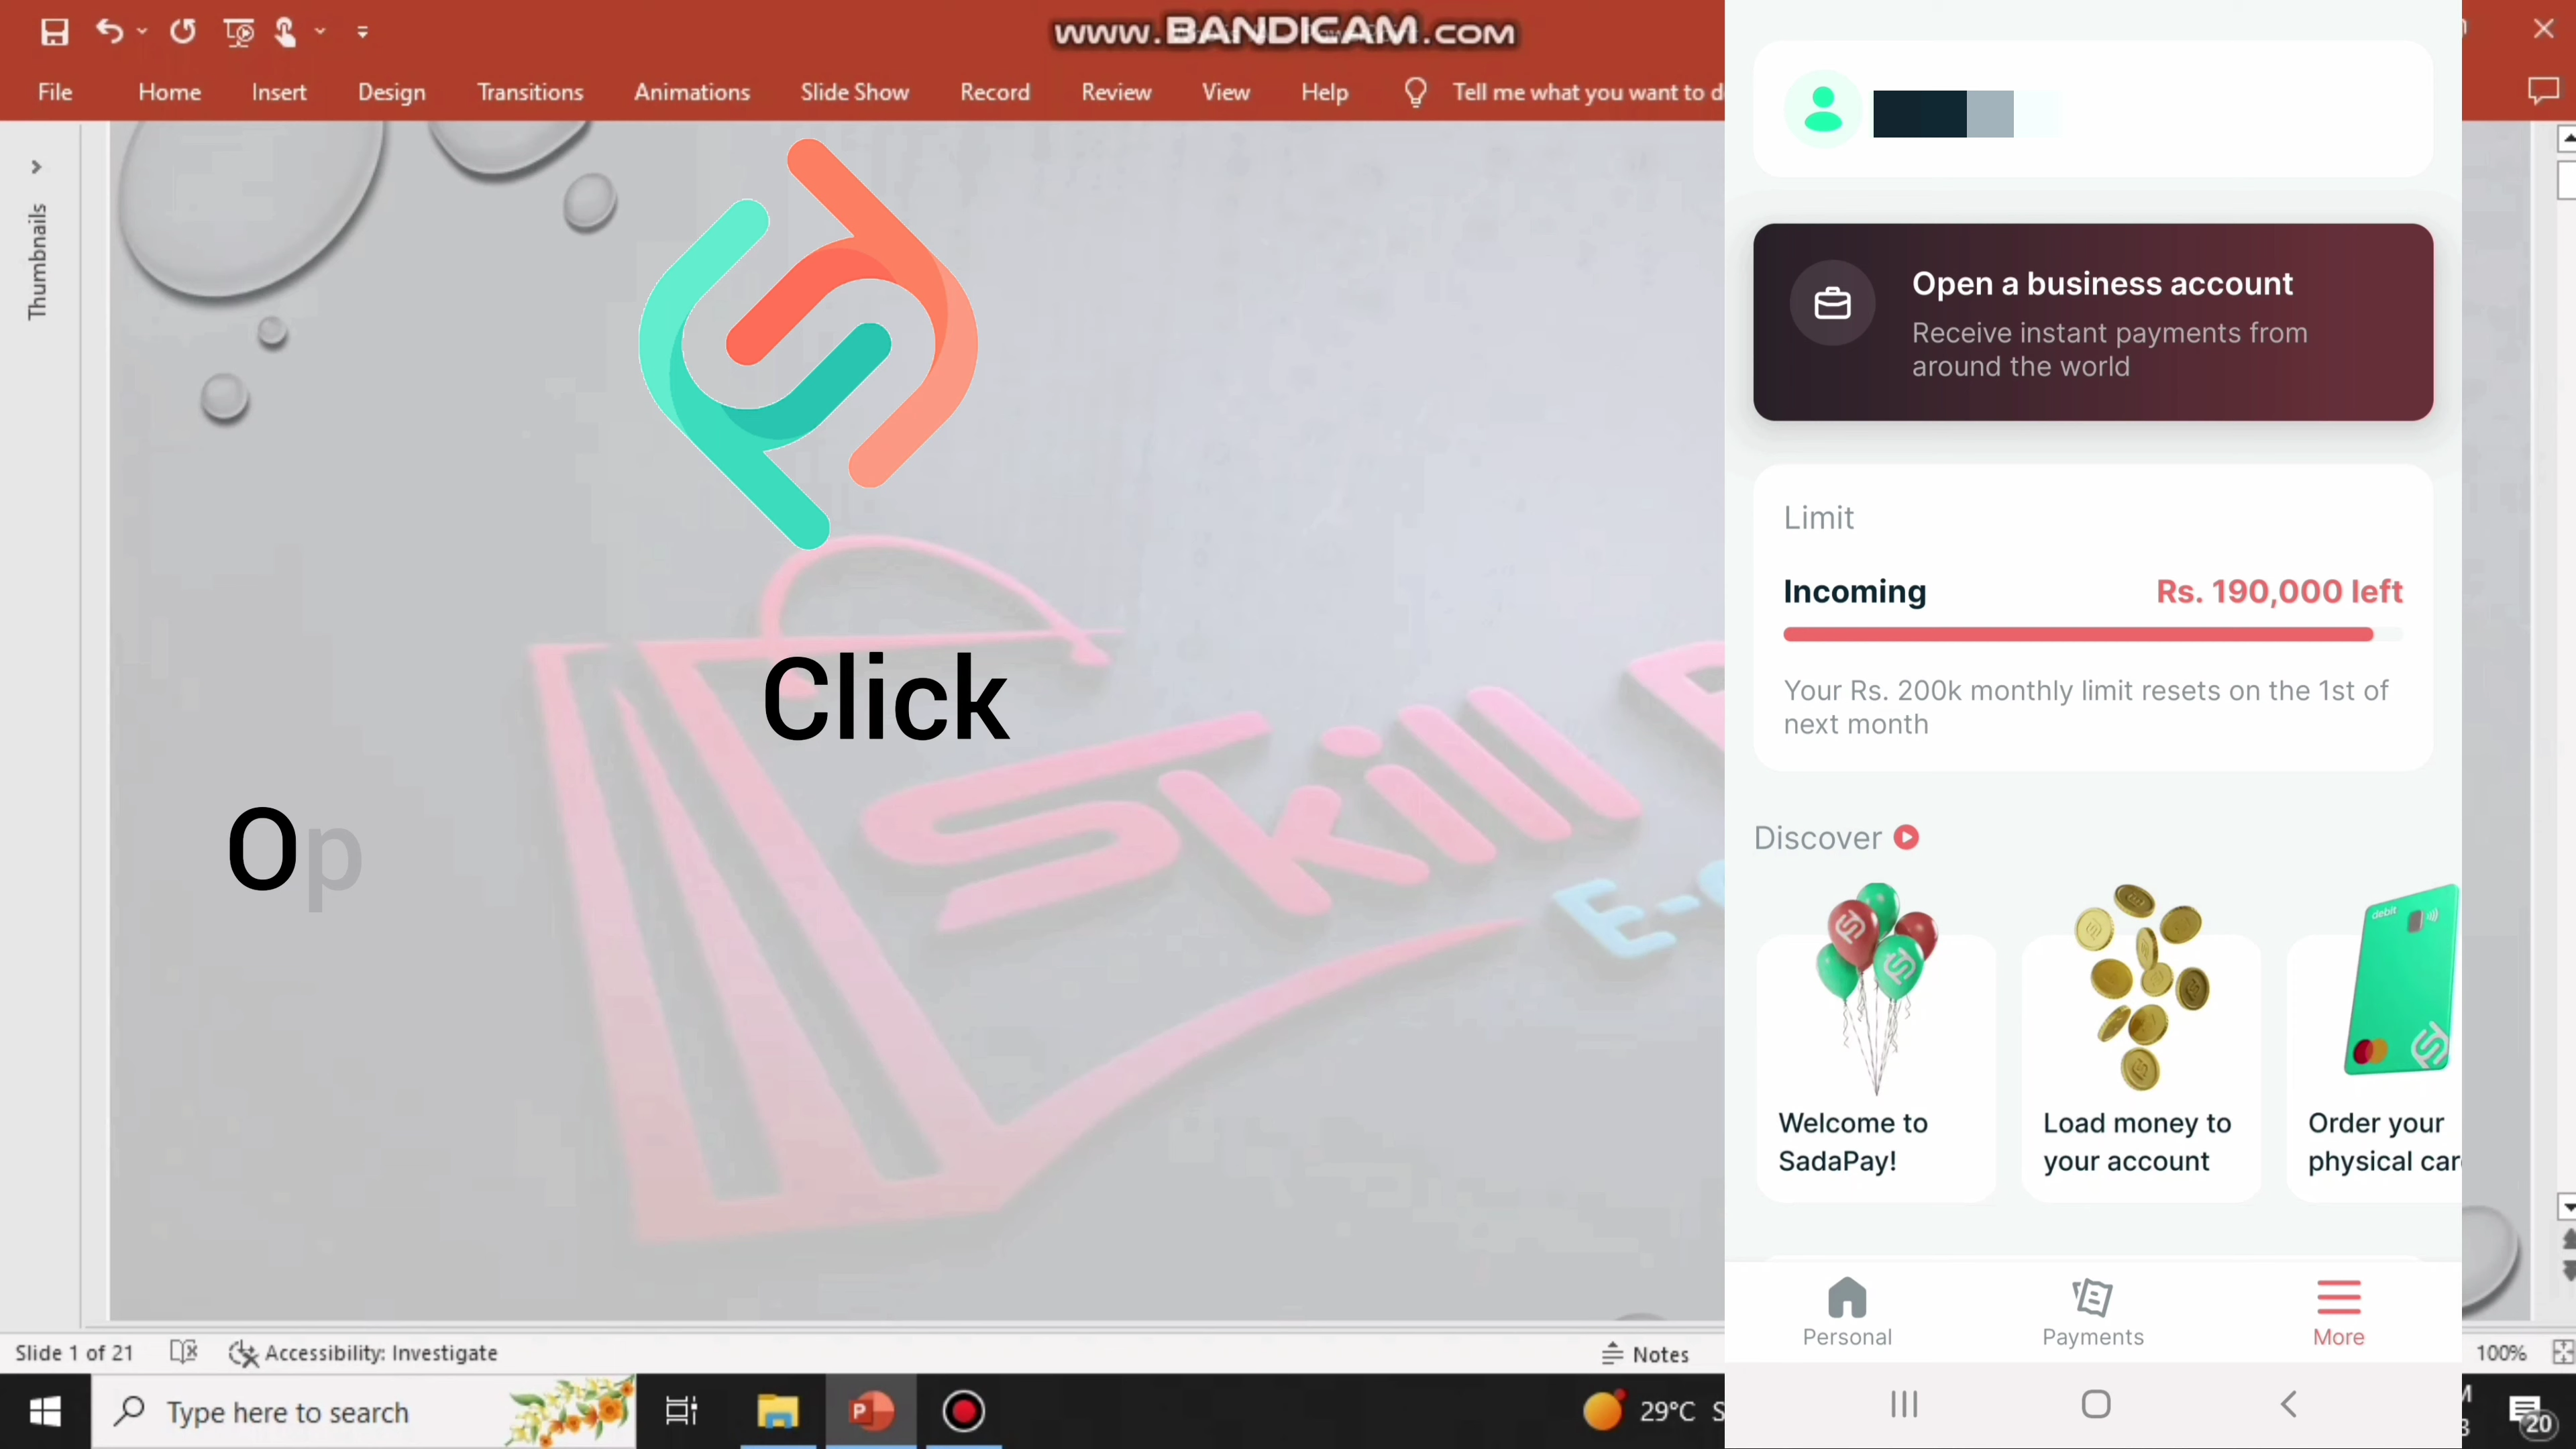 www.BANDICAM.com
File Home Insert Design Transitions Animations Slide Show Record Review View Help Tell me what you want to d
Thumbnails
Click
Op
Skill
E-
Open a business account
Receive instant payments from
around the world
Limit
Incoming Rs. 190,000 left
Your Rs. 200k monthly limit resets on the 1st of
next month
Discover
debit
Welcome to
SadaPay!
Load money to
your account
Order your
physical car
Personal Payments More
Slide 1 of 21 Accessibility: Investigate Notes 100%
Type here to search 29°C S 20